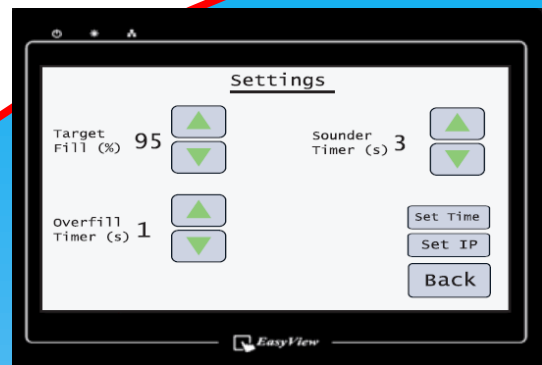 Settings
Target
Fill (%) 95
Sounder
Timer (s) 3
Overfill
Timer (s) 1
Set Time
Set IP
Back
EasyView